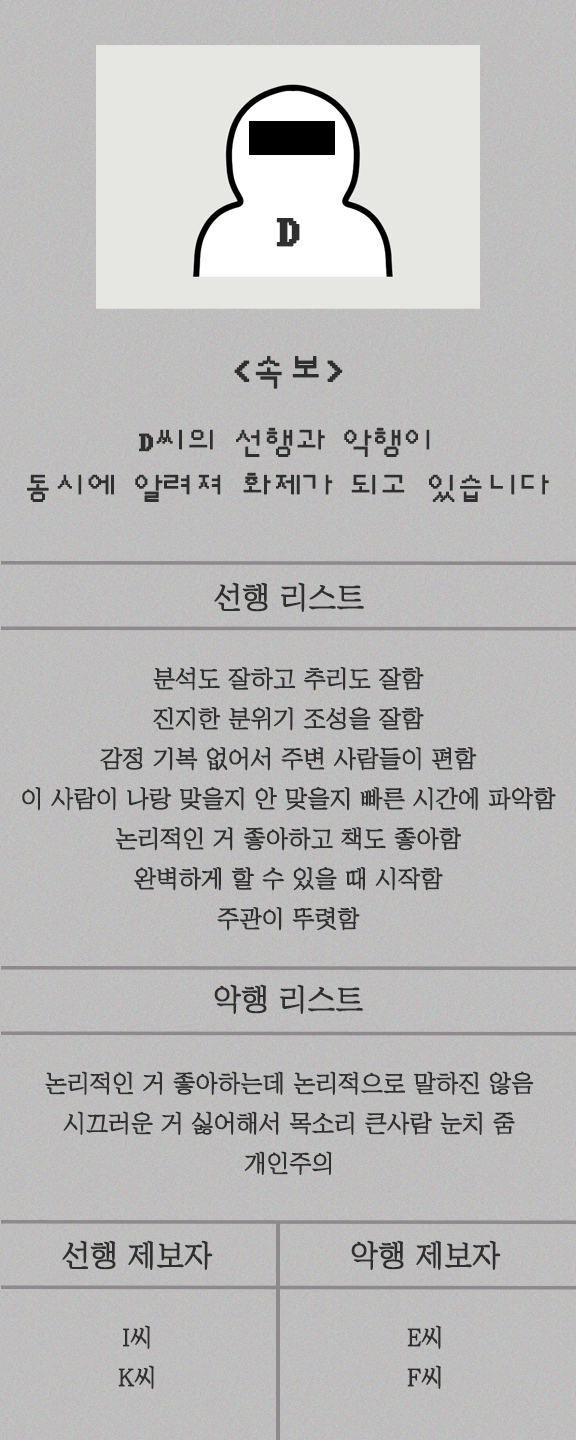 D
<속보>
D씨의 선행과 악행이
동시에 알려져 화제가 되고 있습니다
선행 리스트
분석도 잘하고 추리도 잘함
진지한 분위기 조성을 잘함
감정 기복 없어서 주변 사람들이 편함
이 사람이 나랑 맞을지 안 맞을지 빠른 시간에 파악함
논리적인 거 좋아하고 책도 좋아함
완벽하게 할 수 있을 때 시작함
주관이 뚜렷함
악행 리스트
논리적인 거 좋아하는데 논리적으로 말하진 않음
시끄러운 거 싫어해서 목소리 큰사람 눈치 줌
개인주의
선행 제보자
악행 제보자
I씨
K씨
E씨
F씨